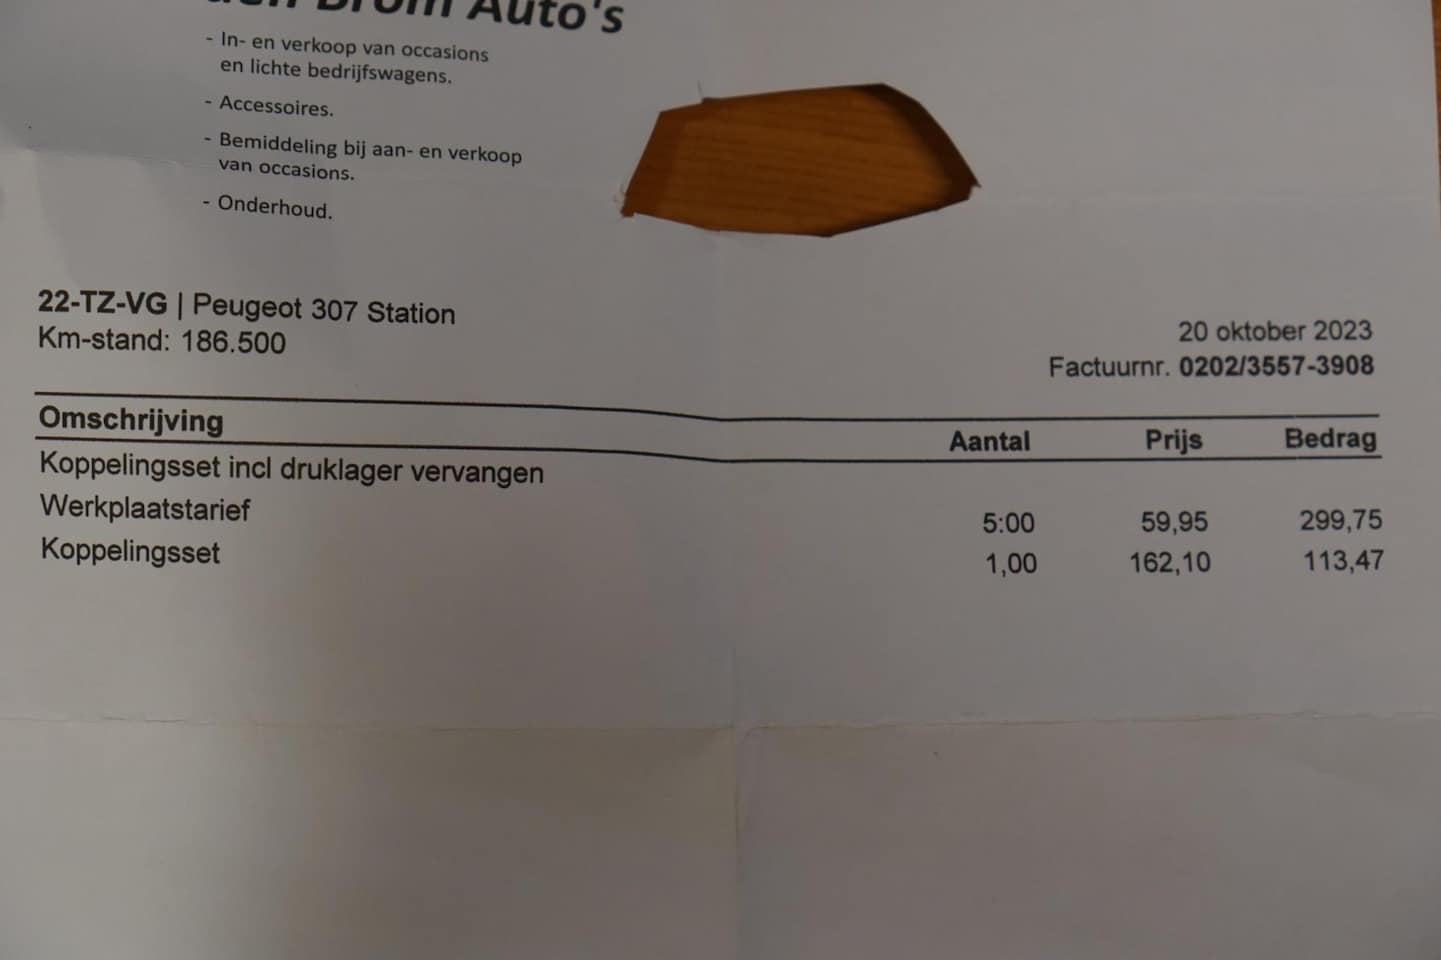 Auto's
- In- en verkoop van occasions
en lichte bedrijfswagens.
- Accessoires.
- Bemiddeling bij aan- en verkoop
van occasions.
- Onderhoud.
22-TZ-VG | Peugeot 307 Station
Km-stand: 186.500
20 oktober 2023
Factuurnr. 0202/3557-3908
Omschrijving Aantal Prijs Bedrag
Koppelingsset incl druklager vervangen
Werkplaatstarief 5:00 59,95 299,75
Koppelingsset 1,00 162,10 113,47